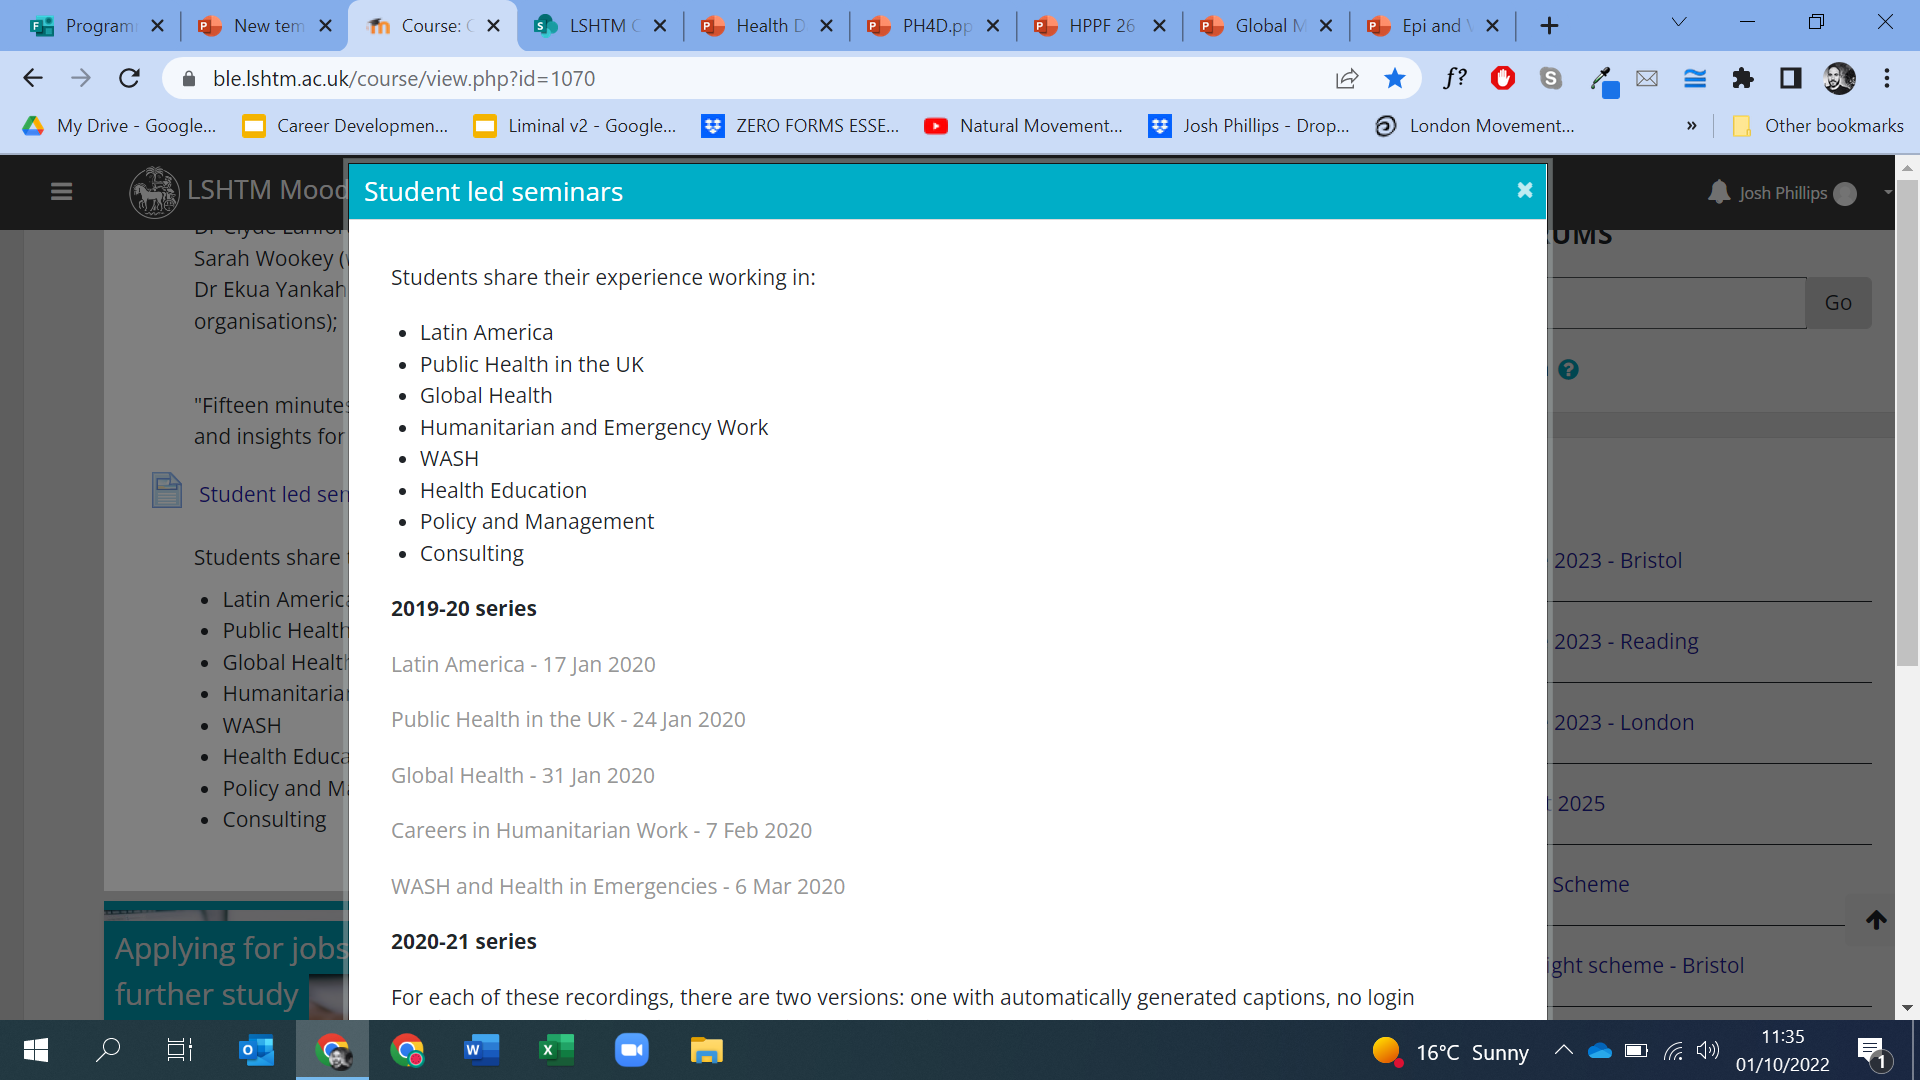 Program
New tem
Course: C
LSHTM C
Health D
PH4D.pp
HPPF 26
Global M
Epi and V
ble.lshtm.ac.uk/course/view.php?id=1070
f?
My Drive - Google...
Career Developmen...
Liminal v2 - Google...
ZERO FORMS ESSE...
Natural Movement...
Josh Phillips - Drop...
London Movement...
»
Other bookmarks
LSHTM Mood
Josh Phillips
Student led seminars
Students share their experience working in:
Latin America
Public Health in the UK
Global Health
Humanitarian and Emergency Work
WASH
Health Education
Policy and Management
Consulting
2019-20 series
Latin America - 17 Jan 2020
Public Health in the UK - 24 Jan 2020
Global Health - 31 Jan 2020
Careers in Humanitarian Work - 7 Feb 2020
WASH and Health in Emergencies - 6 Mar 2020
2020-21 series
For each of these recordings, there are two versions: one with automatically generated captions, no login
Sarah Wookey (
Dr Ekua Yankah
organisations);
"Fifteen minutes
and insights for
Student led sen
Students share
Latin America
Public Health
Global Health
Humanitarian
WASH
Health Educa
Policy and Ma
Consulting
Applying for jobs
further study
RUMS
Go
2023 - Bristol
2023 - Reading
2023 - London
t 2025
Scheme
ight scheme - Bristol
16°C Sunny
11:35
01/10/2022
1